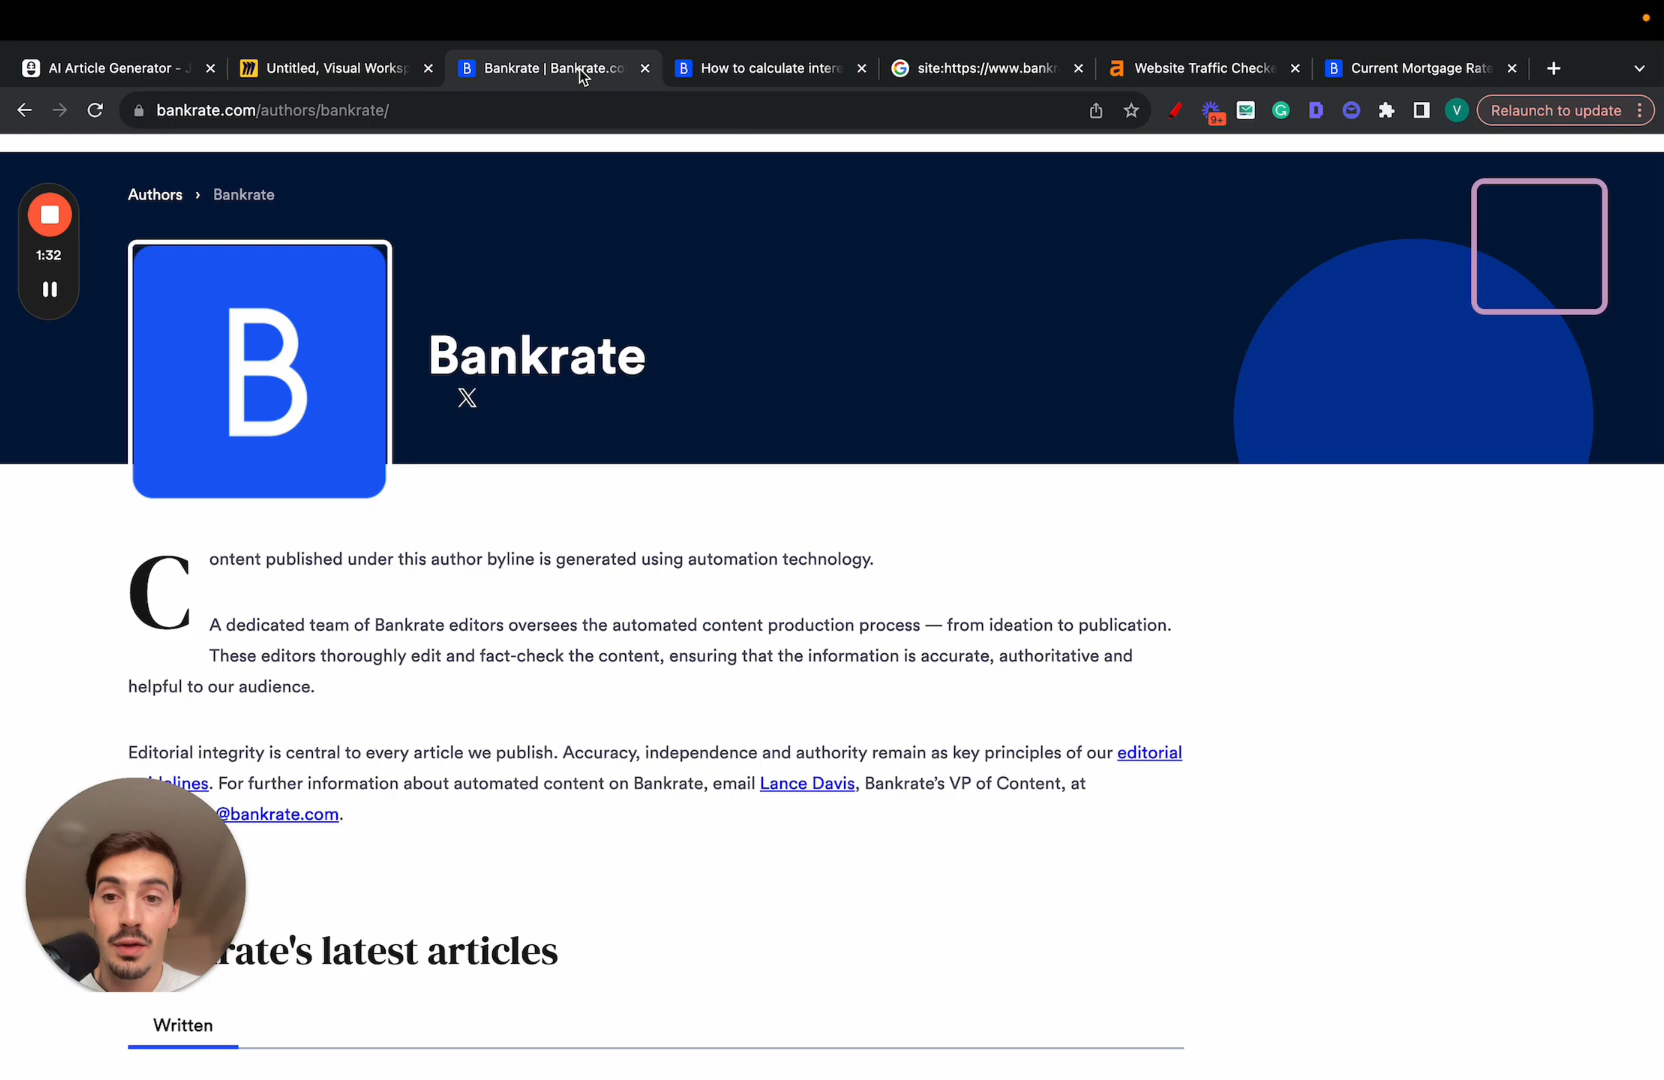 AI Article Generator - J
Untitled, Visual Worksp
B Bankrate | Bankrate.co
B How to calculate intere
G site:https://www.bankr
a Website Traffic Checke
B Current Mortgage Rate
bankrate.com/authors/bankrate/
9+
G
D
V
Relaunch to update
Authors › Bankrate
1:32
B
Bankrate
X
Content published under this author byline is generated using automation technology.
A dedicated team of Bankrate editors oversees the automated content production process — from ideation to publication.
These editors thoroughly edit and fact-check the content, ensuring that the information is accurate, authoritative and
helpful to our audience.
Editorial integrity is central to every article we publish. Accuracy, independence and authority remain as key principles of our editorial
lines. For further information about automated content on Bankrate, email Lance Davis, Bankrate’s VP of Content, at
@bankrate.com.
rate's latest articles
Written